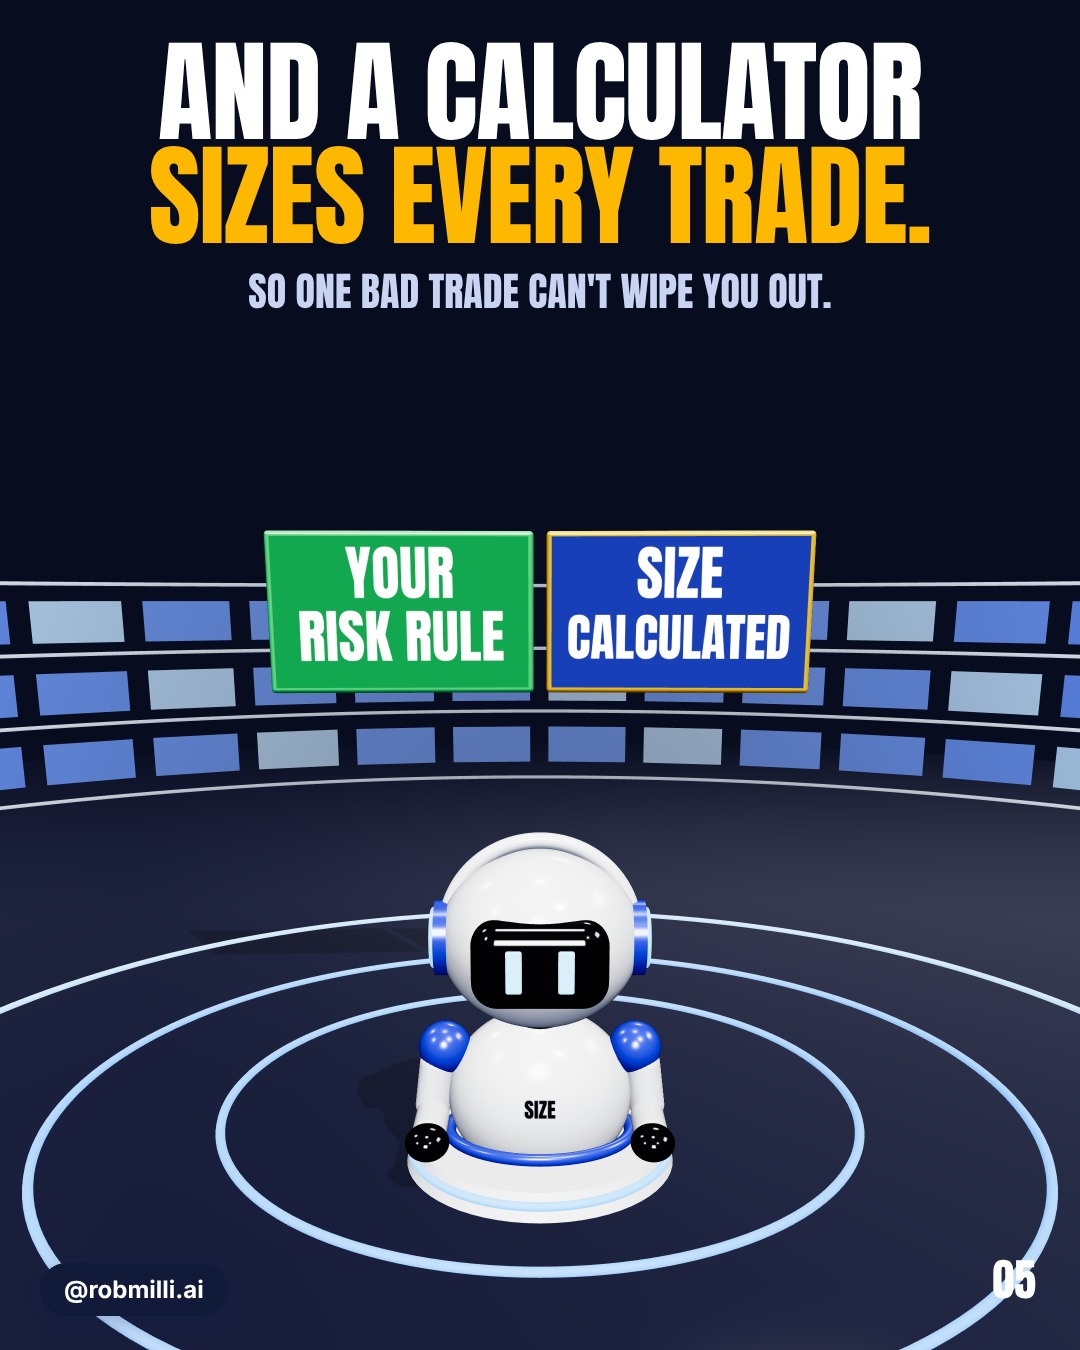 AND A CALCULATOR
SIZES EVERY TRADE.
SO ONE BAD TRADE CAN'T WIPE YOU OUT.
YOUR
RISK RULE
SIZE
CALCULATED
SIZE
@robmilli.ai
05